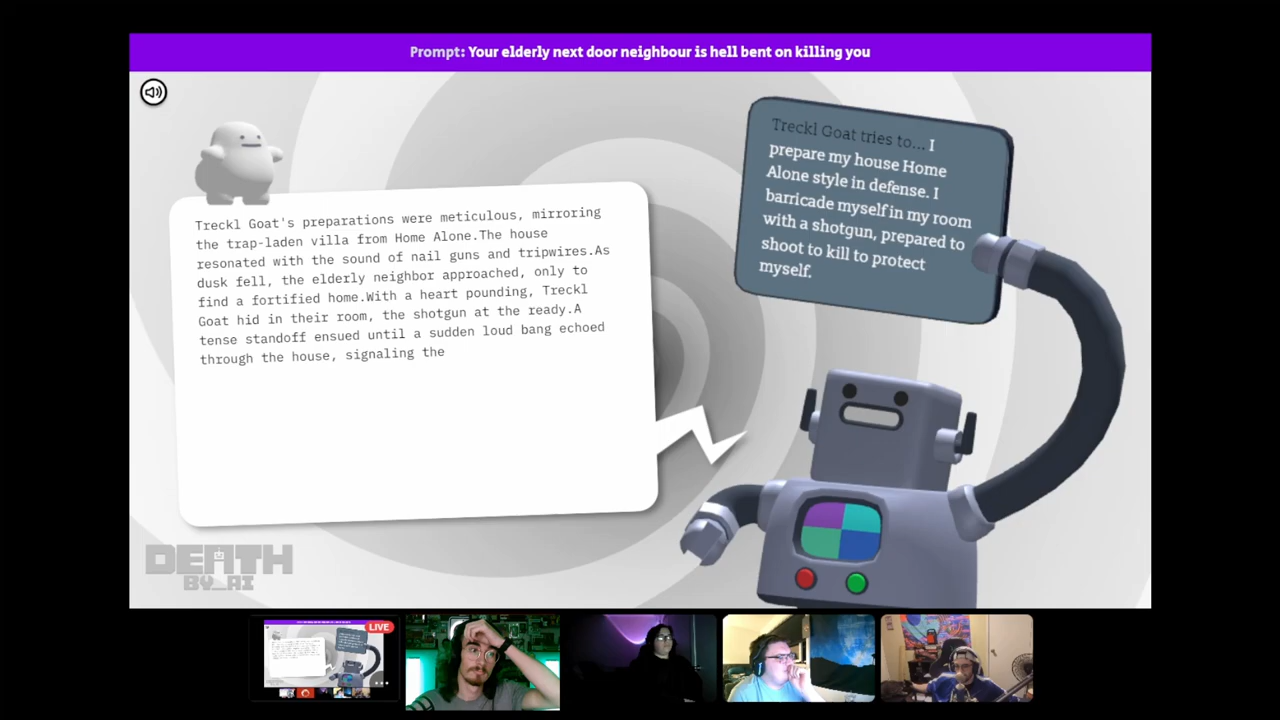 Prompt: Your elderly next door neighbour is hell bent on killing you
Treckl Goat tries to... I
prepare my house Home
Alone style in defense. I
barricade myself in my room
with a shotgun, prepared to
shoot to kill to protect
myself.
Treckl Goat's preparations were meticulous, mirroring
the trap-laden villa from Home Alone.The house
resonated with the sound of nail guns and tripwires.As
dusk fell, the elderly neighbor approached, only to
find a fortified home.With a heart pounding, Treckl
Goat hid in their room, the shotgun at the ready.A
tense standoff ensued until a sudden loud bang echoed
through the house, signaling the
DEATH
BY_AI
LIVE